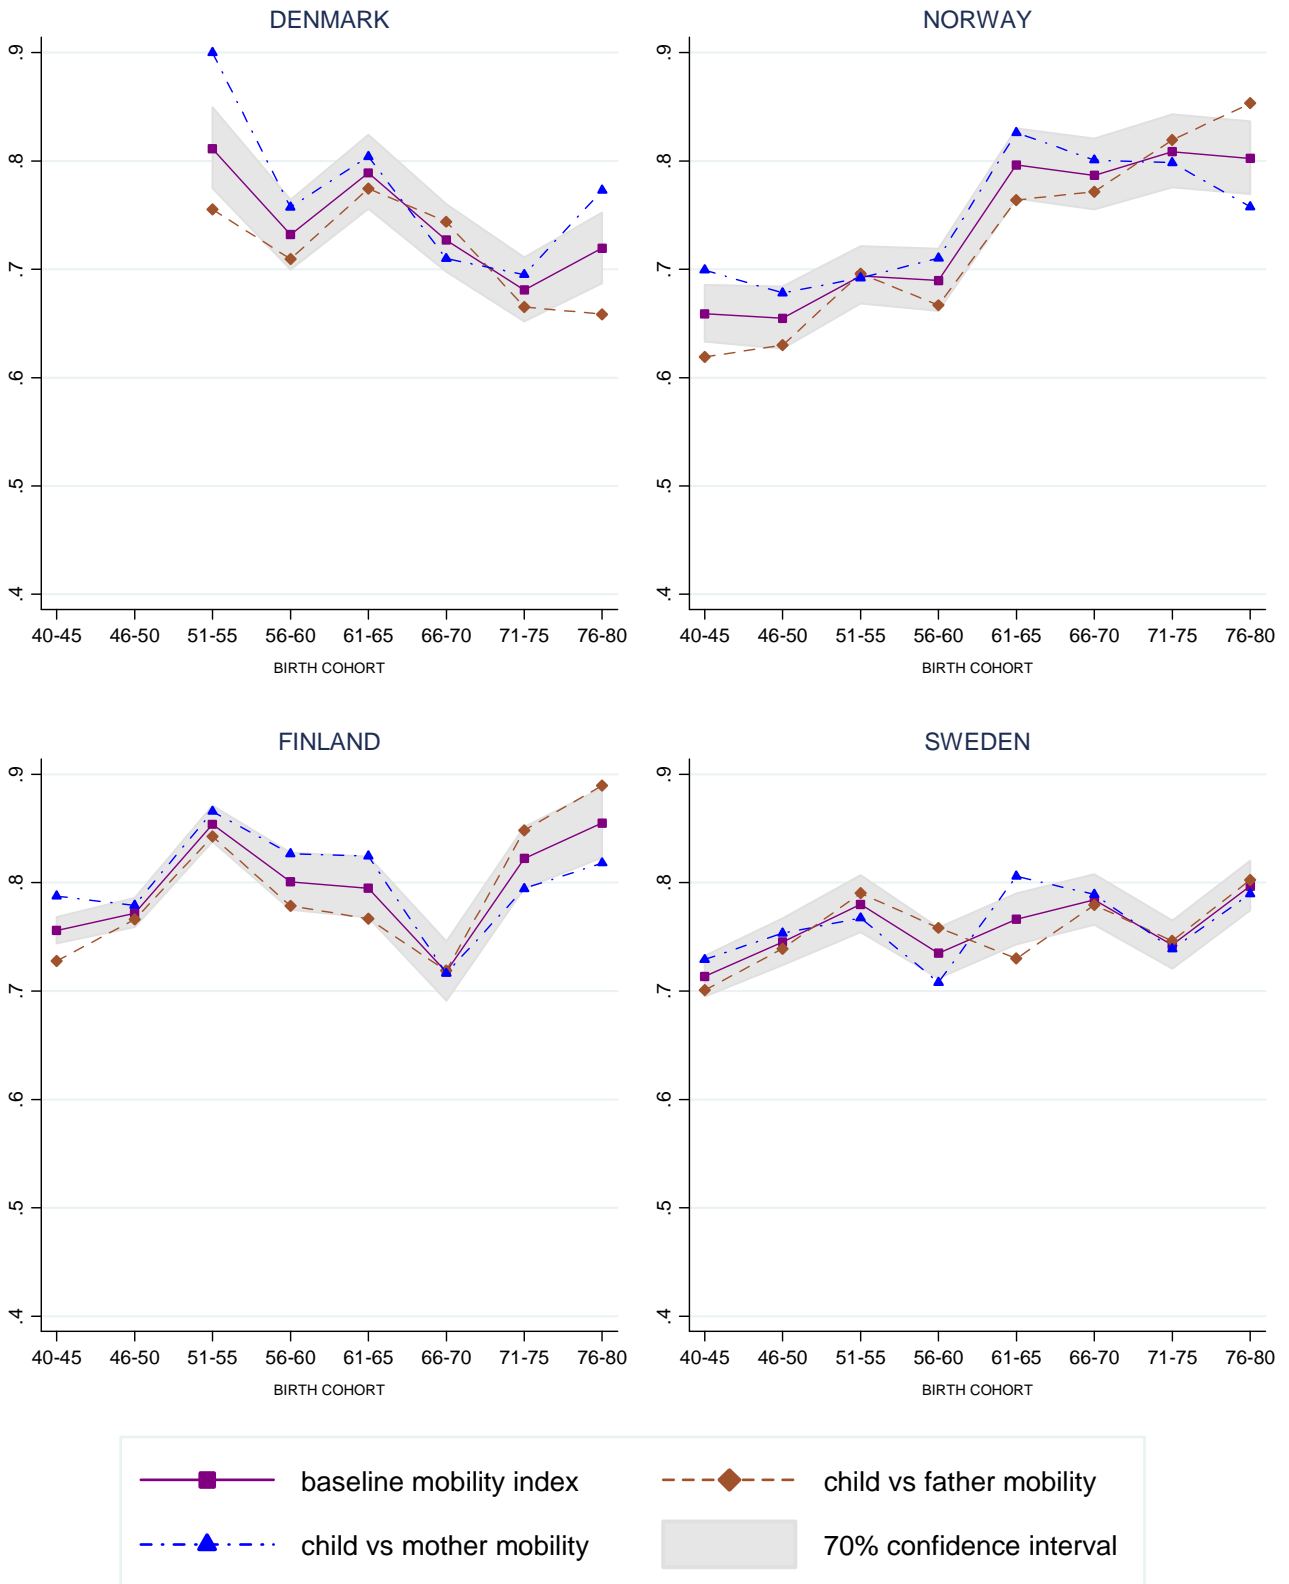 DENMARK
.9
.8
.7
.6
.5
.4
40-45 46-50 51-55 56-60 61-65 66-70 71-75 76-80
BIRTH COHORT
NORWAY
.9
.8
.7
.6
.5
.4
40-45 46-50 51-55 56-60 61-65 66-70 71-75 76-80
BIRTH COHORT
FINLAND
.9
.8
.7
.6
.5
.4
40-45 46-50 51-55 56-60 61-65 66-70 71-75 76-80
BIRTH COHORT
SWEDEN
.9
.8
.7
.6
.5
.4
40-45 46-50 51-55 56-60 61-65 66-70 71-75 76-80
BIRTH COHORT
baseline mobility index
child vs father mobility
child vs mother mobility
70% confidence interval